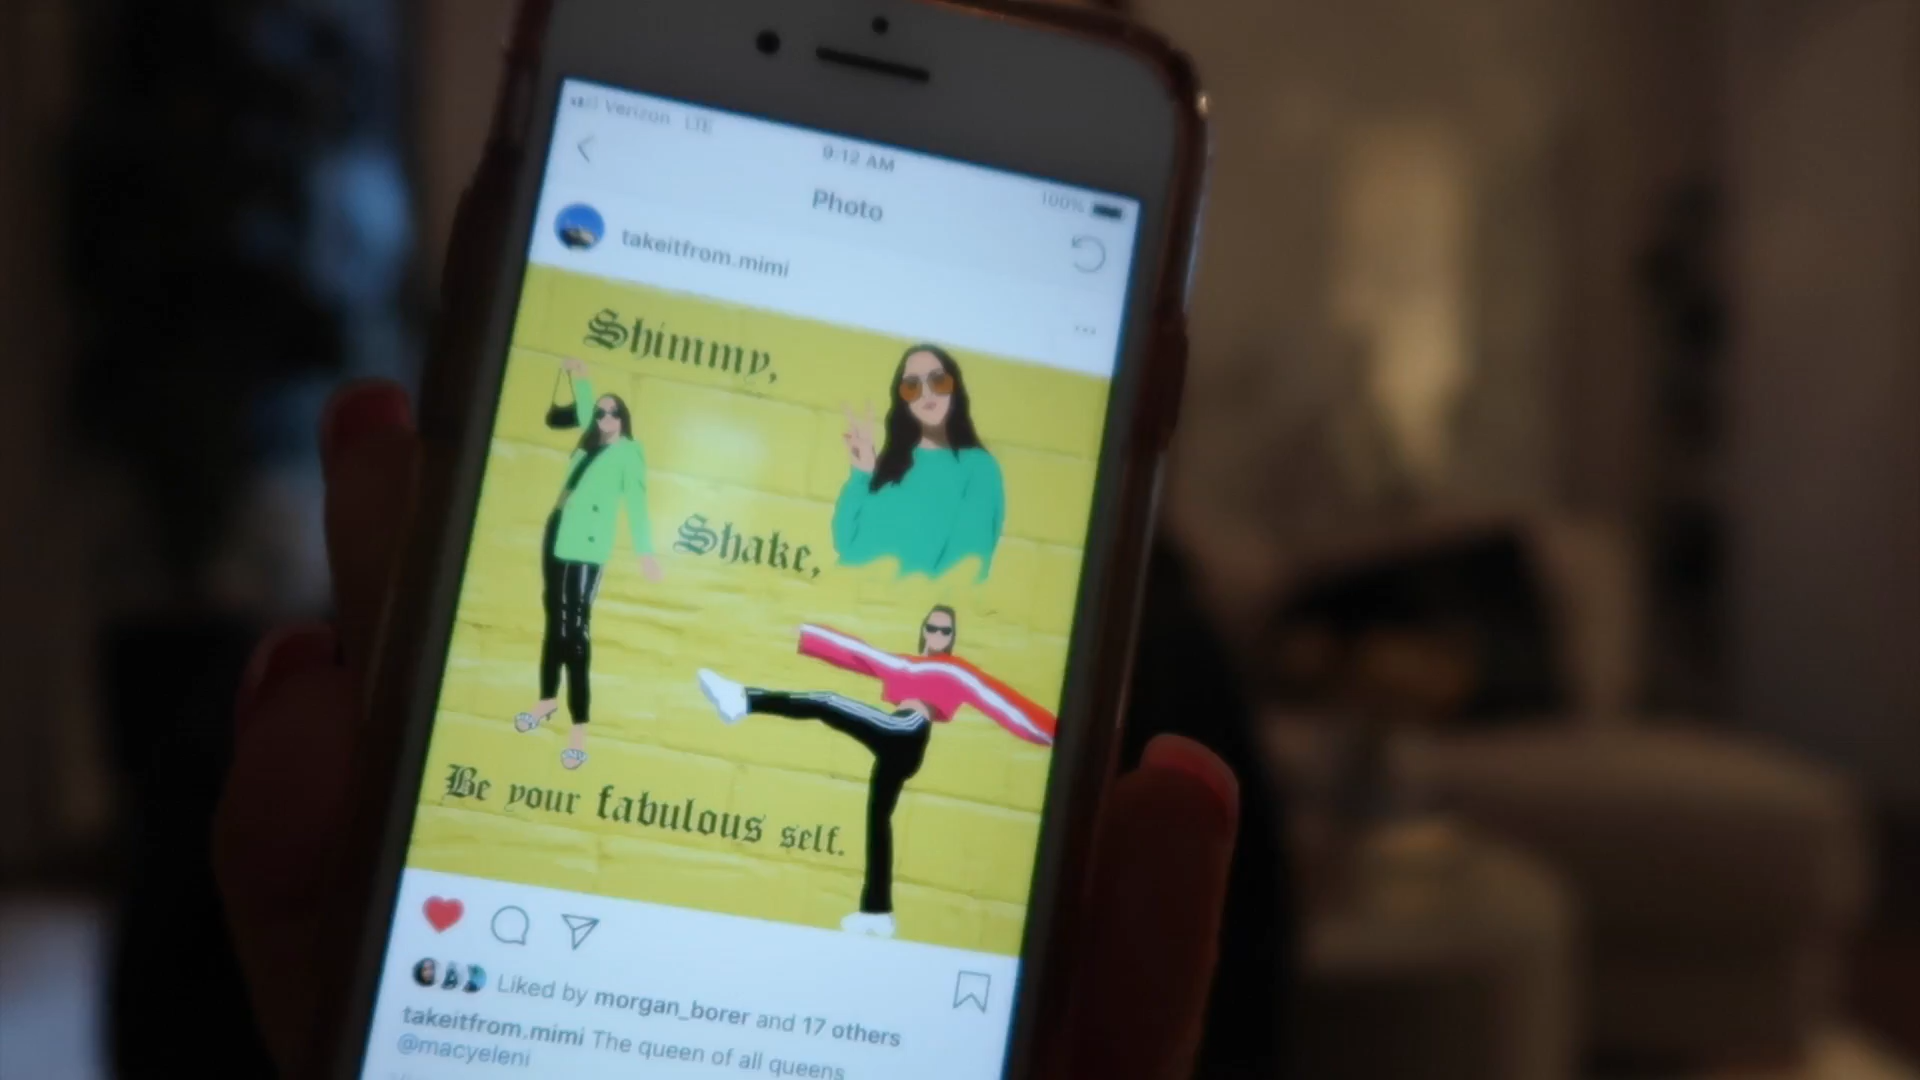 Verizon LTE
9:12 AM
100%
Photo
takeitfrom.mimi
Shimmy,
Shake,
Be your fabulous self.
Liked by morgan_borer and 17 others
takeitfrom.mimi The queen of all queens
@macyeleni